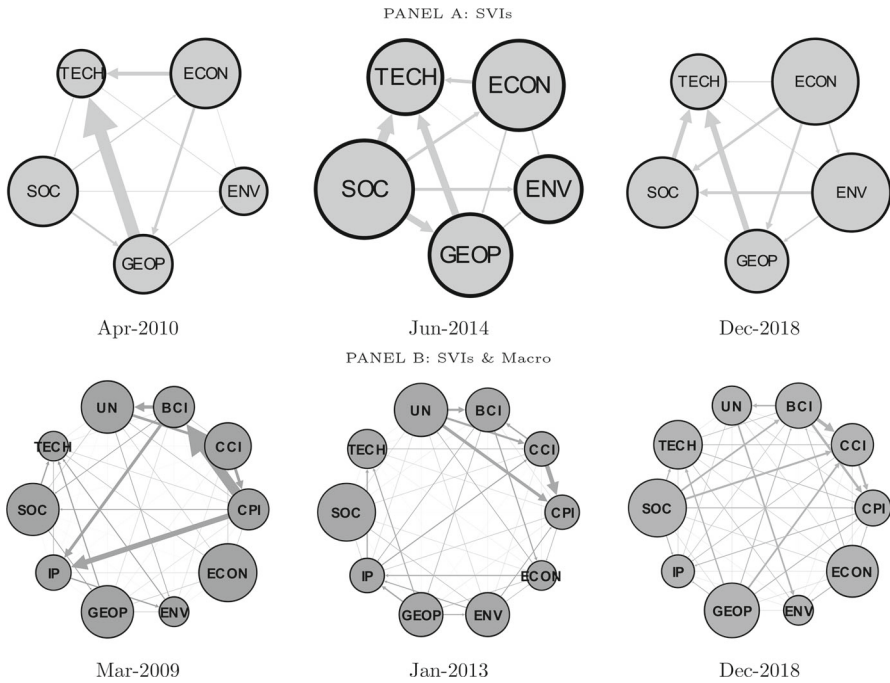 PANEL A: SVIs
TECH
ECON
SOC
ENV
GEOP
Apr-2010
TECH
ECON
SOC
ENV
GEOP
Jun-2014
TECH
ECON
SOC
ENV
GEOP
Dec-2018
PANEL B: SVIs & Macro
UN
BCI
TECH
CCI
SOC
CPI
IP
ECON
GEOP
ENV
Mar-2009
UN
BCI
TECH
CCI
SOC
CPI
IP
ECON
GEOP
ENV
Jan-2013
UN
BCI
TECH
CCI
SOC
CPI
IP
ECON
GEOP
ENV
Dec-2018